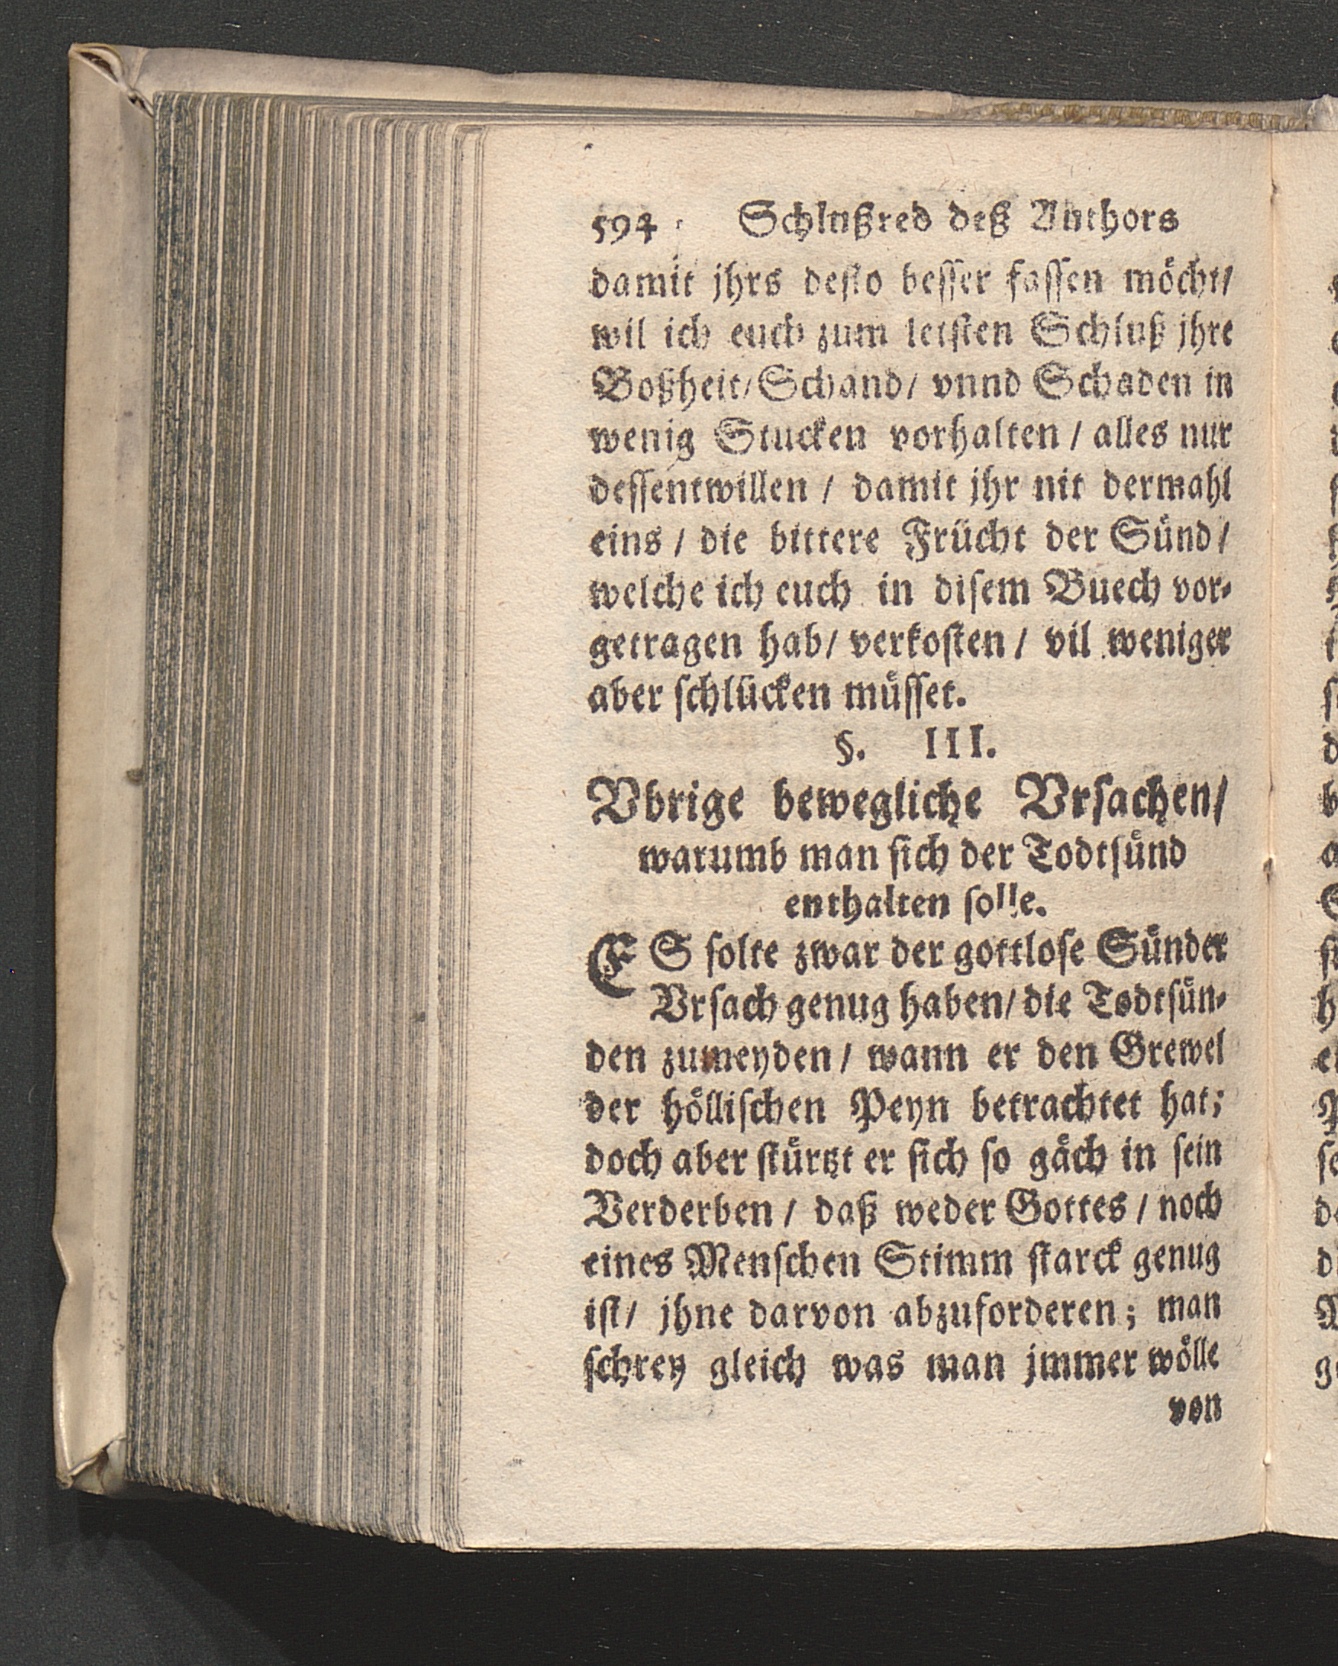 594 Schlußred deß Authors
damit jhrs desto besser fassen möcht/
wil ich euch zum letsten Schluß jhre
Boßheit/ Schand/ vnnd Schaden in
wenig Stucken vorhalten / alles nur
dessentwillen / damit jhr nit dermahl
eins / die bittere Frücht der Sünd /
welche ich euch in disem Buech vor-
getragen hab/ verkosten / vil weniger
aber schlücken müsset.
§. III.
Vbrige bewegliche Vrsachen/
warumb man sich der Todtsünd
enthalten solle.
ES solte zwar der gottlose Sünder
Vrsach genug haben/ die Todtsün-
den zumeyden / wann er den Grewel
der höllischen Peyn betrachtet hat;
doch aber stürtzt er sich so gäch in sein
Verderben / daß weder Gottes / noch
eines Menschen Stimm starck genug
ist/ jhne darvon abzuforderen; man
schrey gleich was man jmmer wölle
von